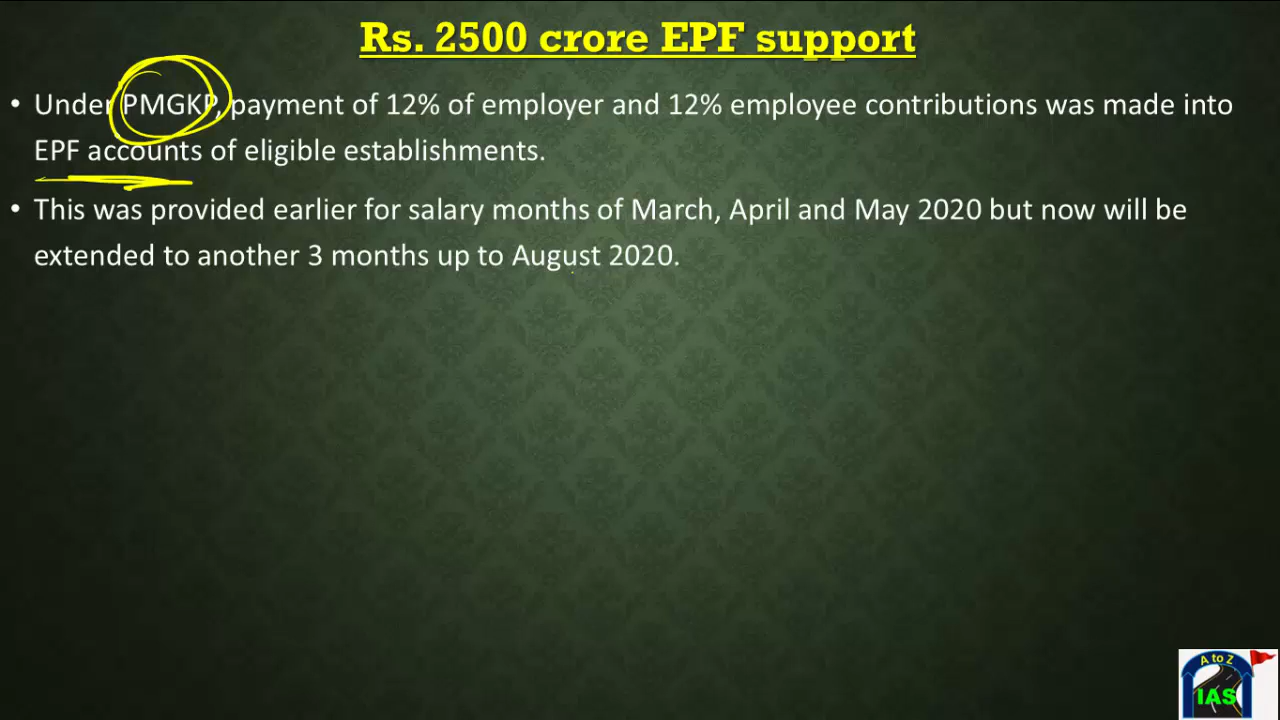 Rs. 2500 crore EPF support
• Under PMGKP, payment of 12% of employer and 12% employee contributions was made into
EPF accounts of eligible establishments.
• This was provided earlier for salary months of March, April and May 2020 but now will be
extended to another 3 months up to August 2020.
A to Z
IAS